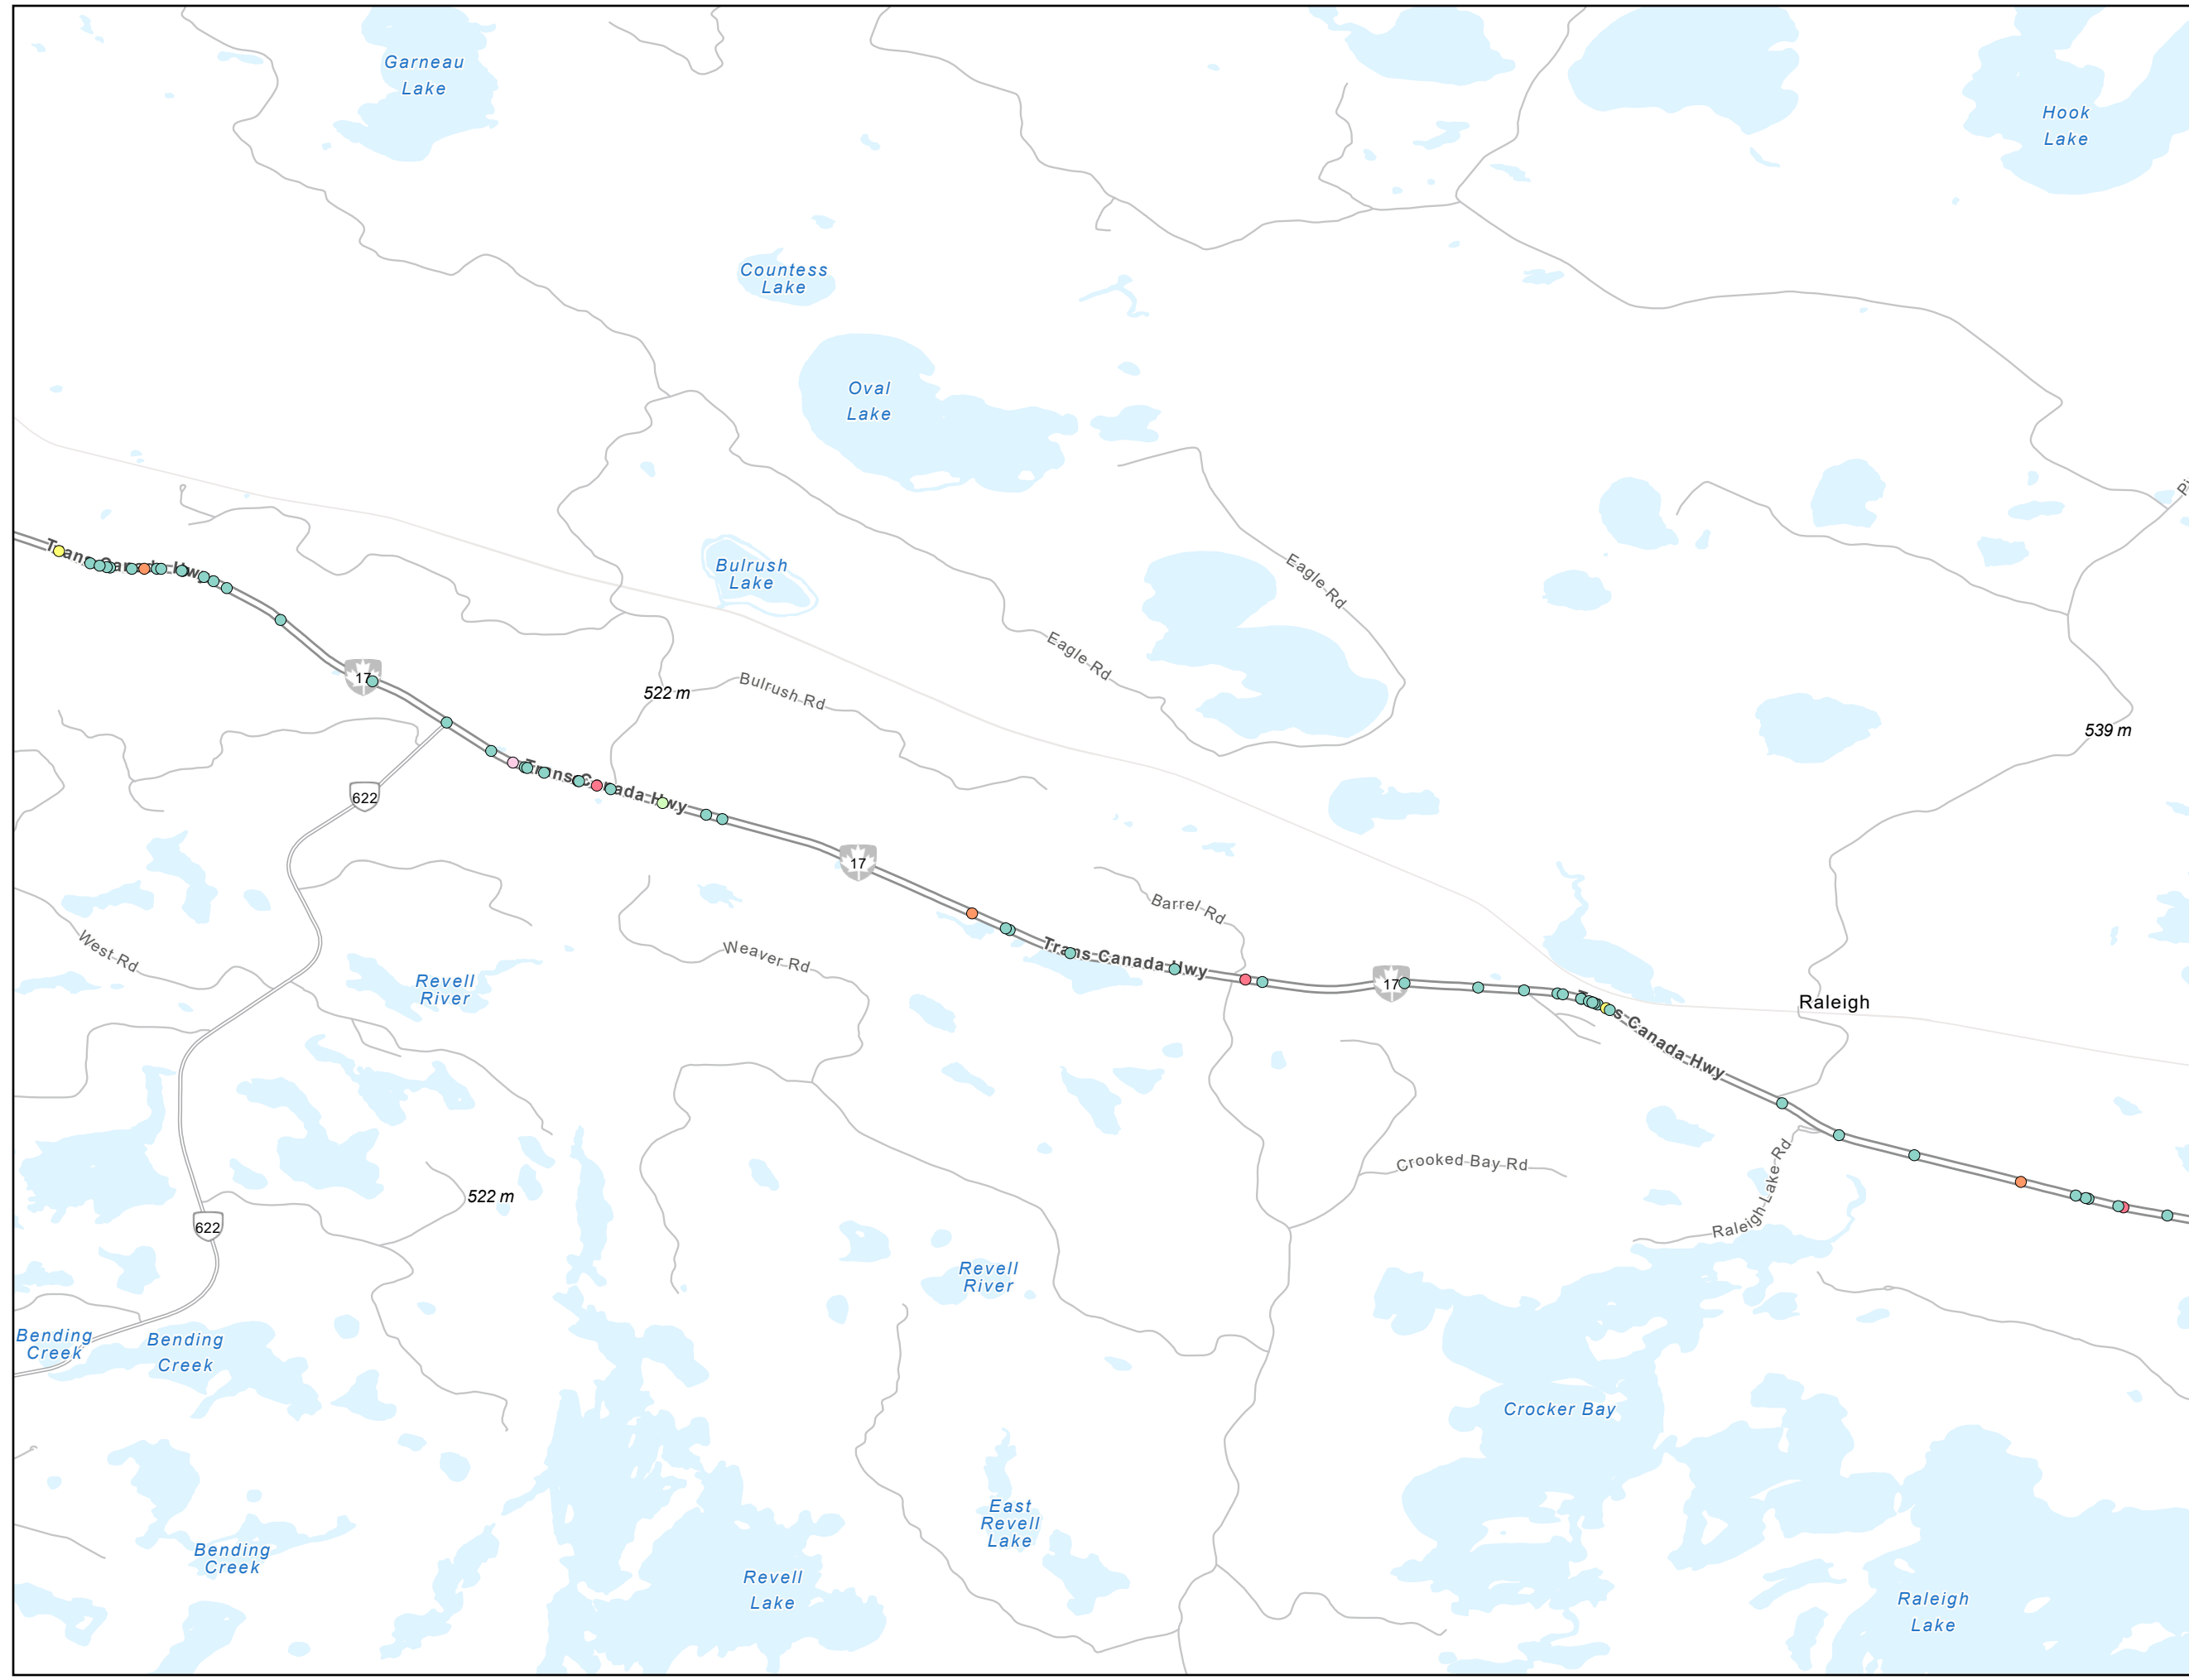 Garneau
Lake
Hook
Lake
Countess
Lake
Oval
Lake
Trans-Canada-Hwy
Bulrush
Lake
Eagle-Rd
Eagle-Rd
17
522 m
Bulrush-Rd
539 m
Trans-Canada-Hwy
622
17
Barrel-Rd
West-Rd
Weaver-Rd
Trans-Canada-Hwy
Revell
River
17
Raleigh
s-Canada-Hwy
Crooked Bay Rd
Raleigh-Lake-Rd
522 m
622
Revell
River
Bending
Creek
Bending
Creek
Crocker Bay
East
Revell
Lake
Bending
Creek
Revell
Lake
Raleigh
Lake